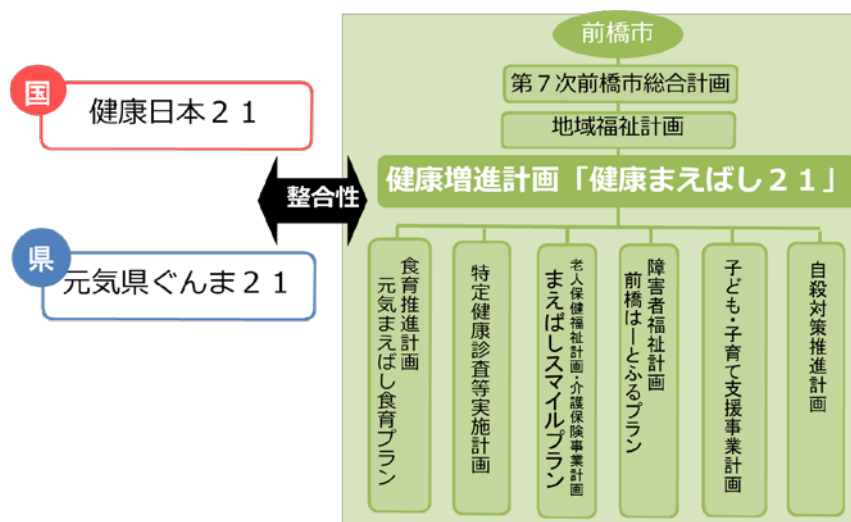 国
健康日本２１
県
元気県ぐんま２１
整合性
前橋市
第７次前橋市総合計画
地域福祉計画
健康増進計画「健康まえばし２１」
食育推進計画
元気まえばし食育プラン
特定健康診査等実施計画
老人保健福祉計画・介護保険事業計画
まえばしスマイルプラン
障害者福祉計画
前橋はーとふるプラン
子ども・子育て支援事業計画
自殺対策推進計画